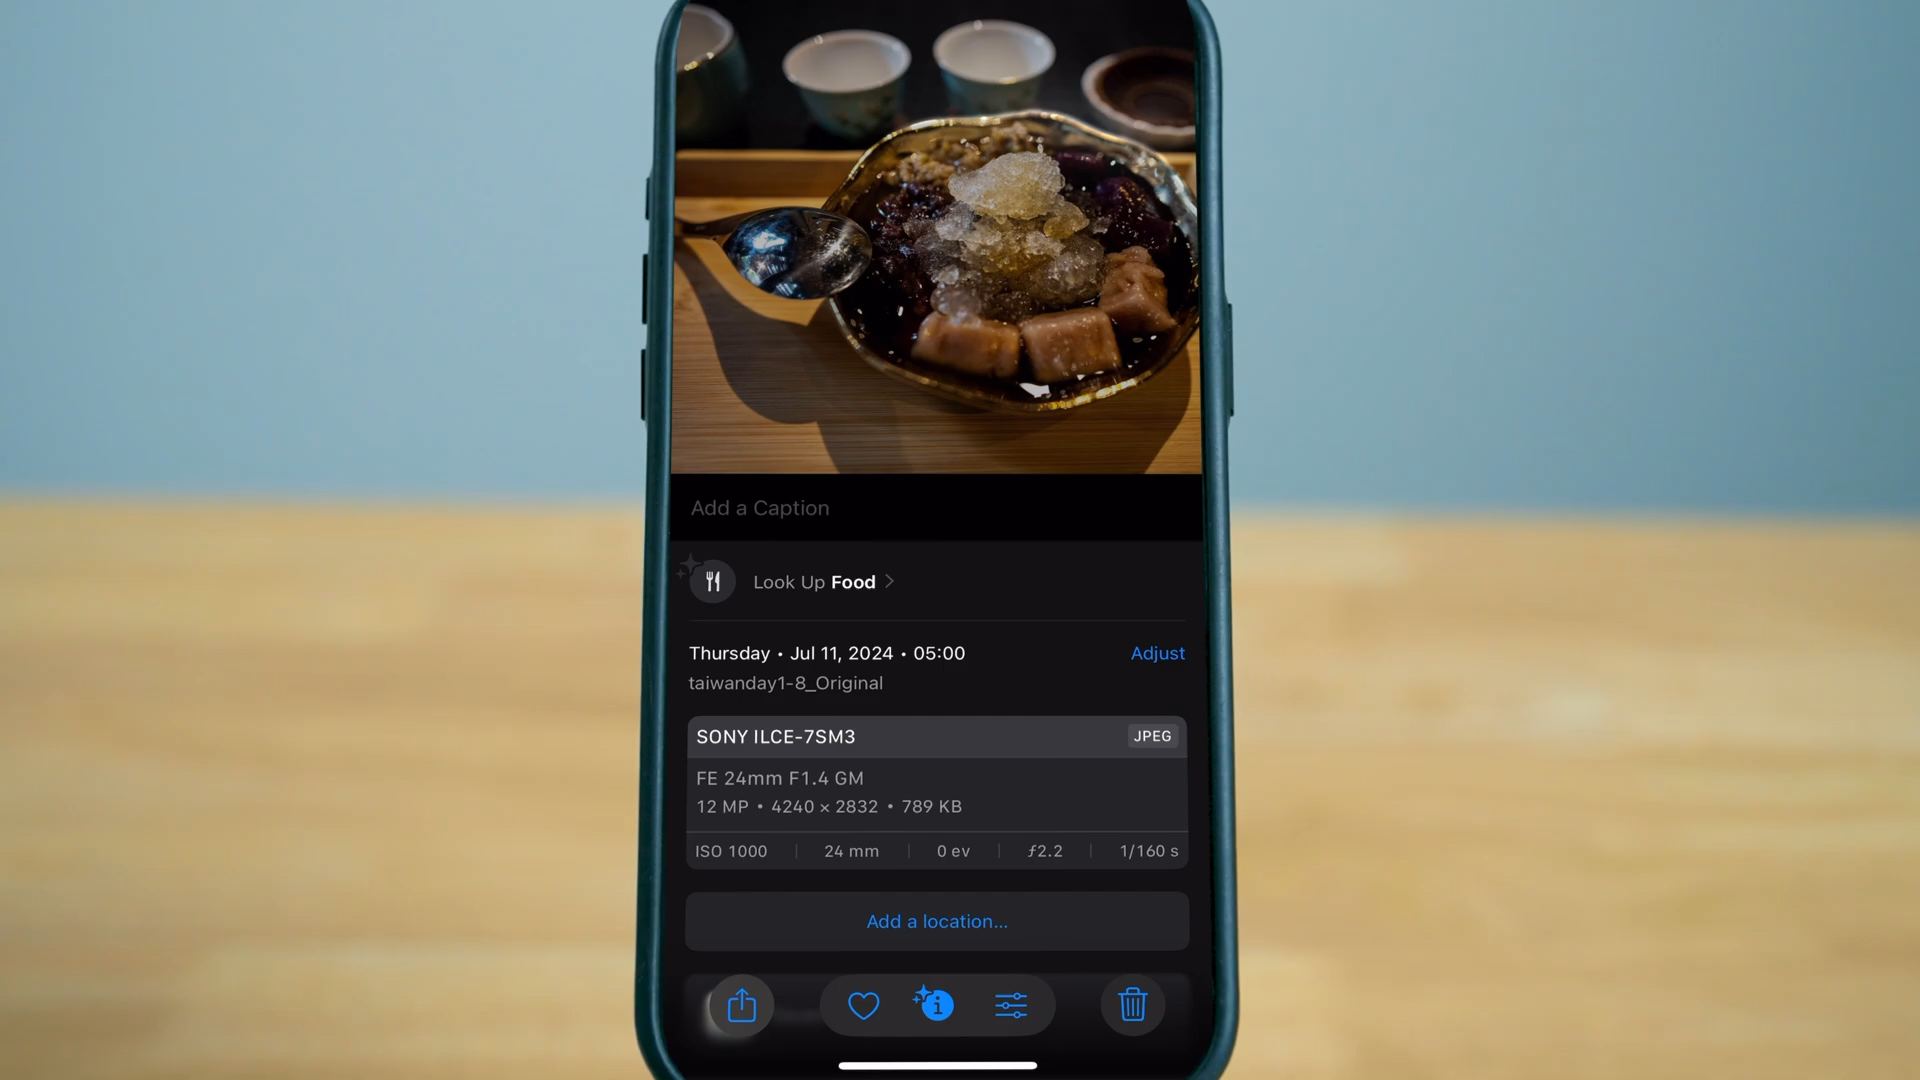 Add a Caption
Look Up Food
Thursday • Jul 11, 2024 • 05:00
Adjust
taiwanday1-8_Original
SONY ILCE-7SM3
JPEG
FE 24mm F1.4 GM
12 MP • 4240 × 2832 • 789 KB
ISO 1000 | 24 mm | 0 ev | ƒ2.2 | 1/160 s
Add a location...